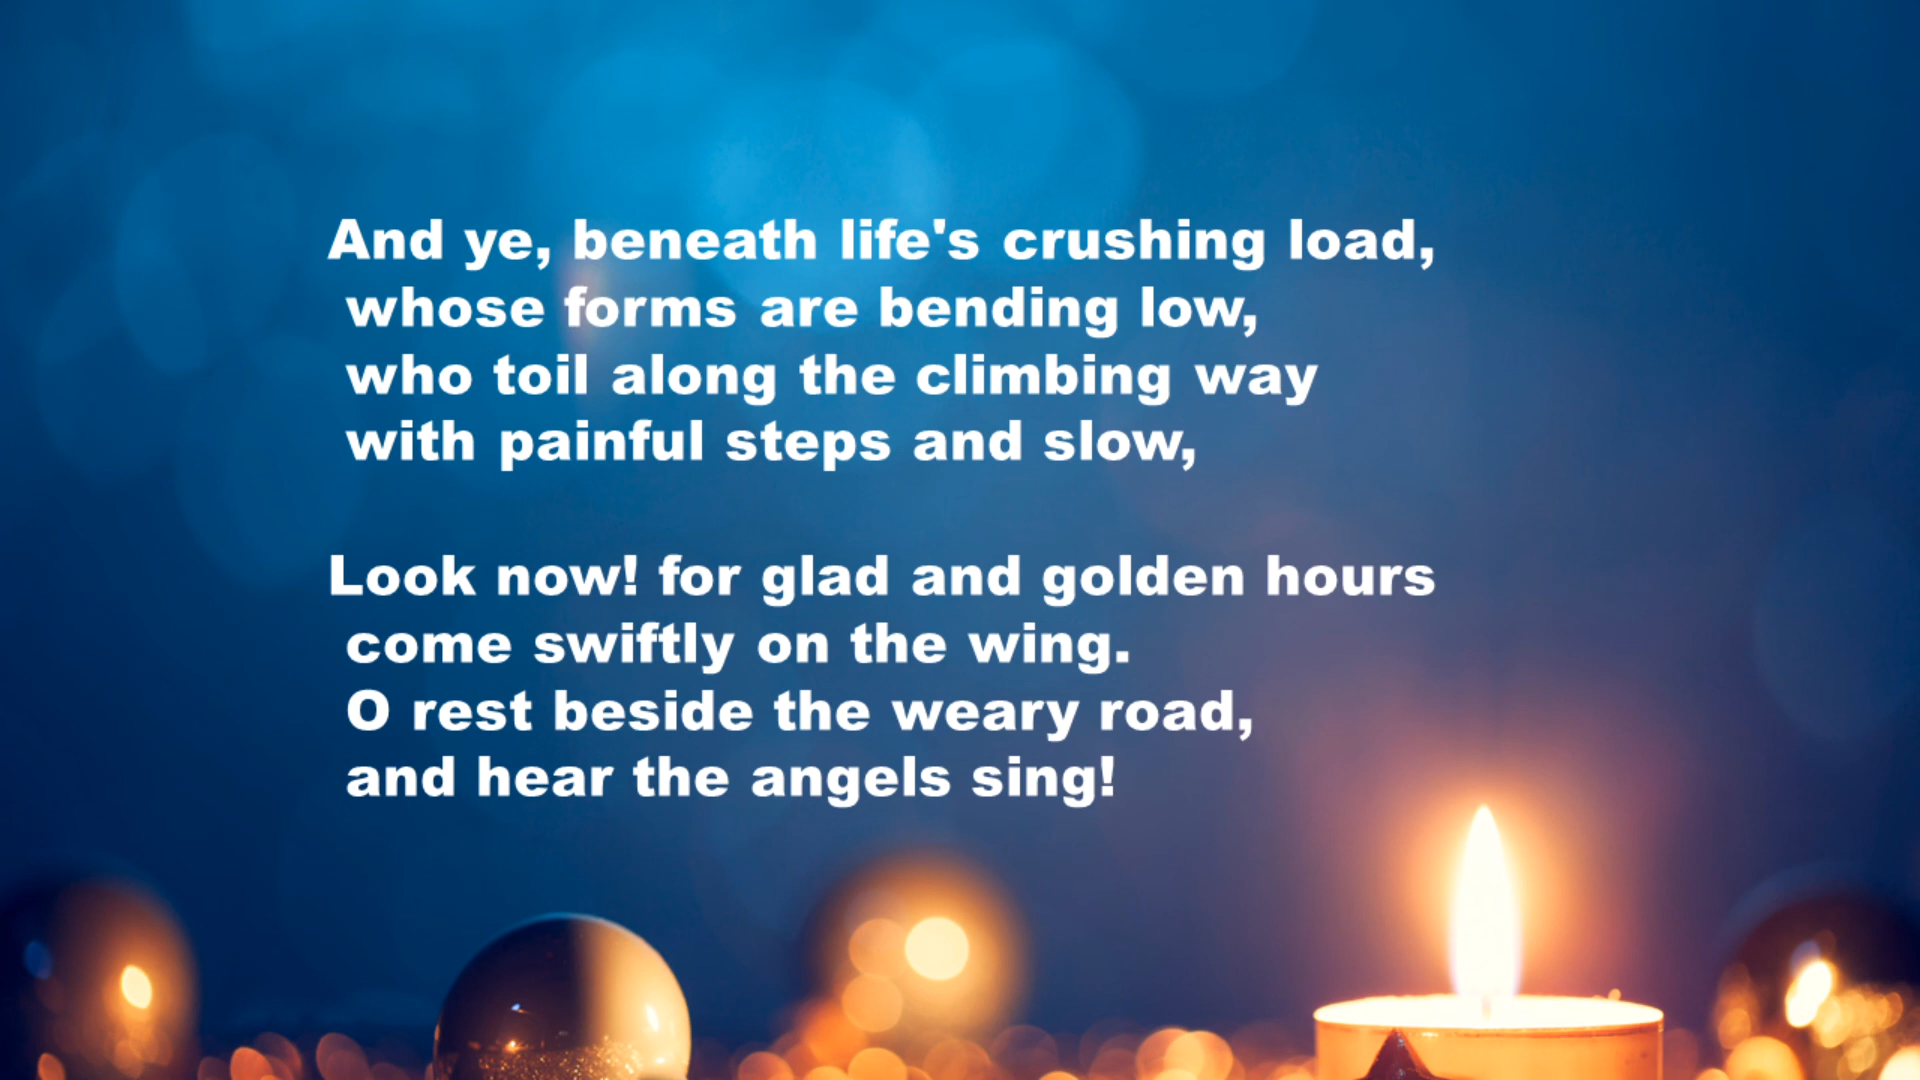 And ye, beneath life's crushing load,
whose forms are bending low,
who toil along the climbing way
with painful steps and slow,
Look now! for glad and golden hours
come swiftly on the wing.
O rest beside the weary road,
and hear the angels sing!